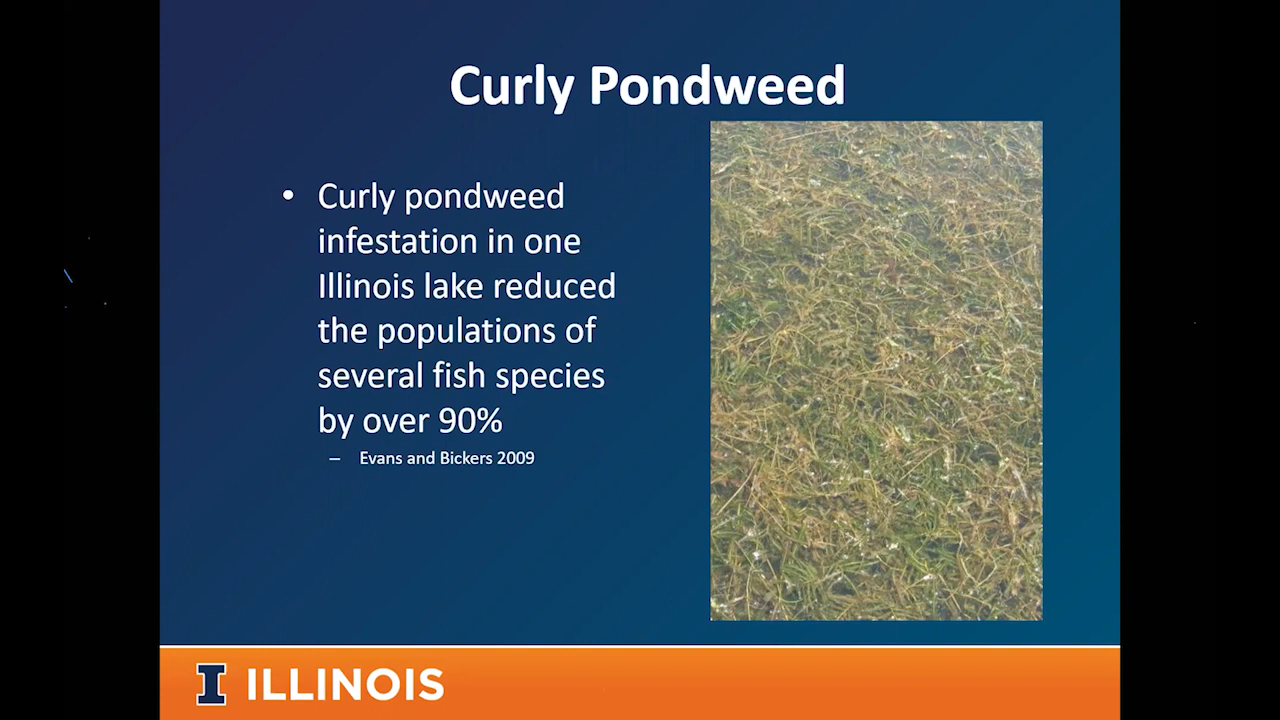 Curly Pondweed
• Curly pondweed
infestation in one
Illinois lake reduced
the populations of
several fish species
by over 90%
– Evans and Bickers 2009
I ILLINOIS